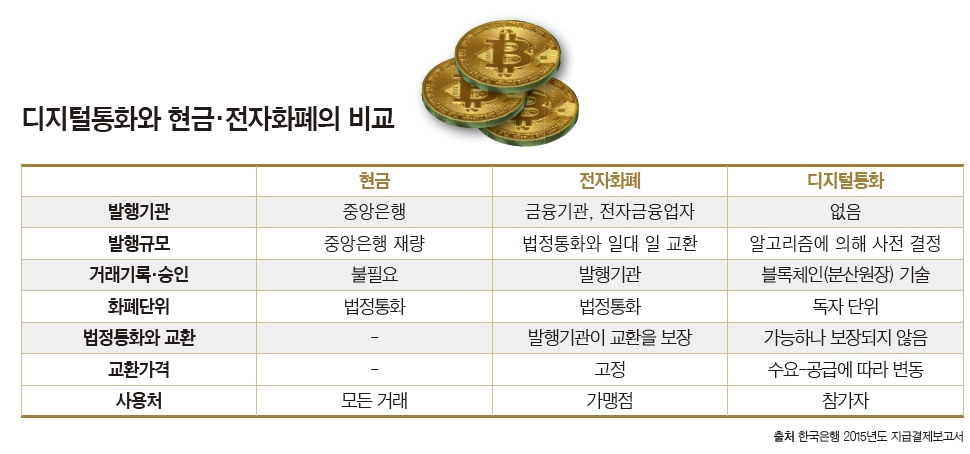 디지털통화와 현금·전자화폐의 비교
현금 전자화폐 디지털통화
발행기관 중앙은행 금융기관, 전자금융업자 없음
발행규모 중앙은행 재량 법정통화와 일대 일 교환 알고리즘에 의해 사전 결정
거래기록·승인 불필요 발행기관 블록체인(분산원장) 기술
화폐단위 법정통화 법정통화 독자 단위
법정통화와 교환 - 발행기관이 교환을 보장 가능하나 보장되지 않음
교환가격 - 고정 수요-공급에 따라 변동
사용처 모든 거래 가맹점 참가자
출처 한국은행 2015년도 지급결제보고서